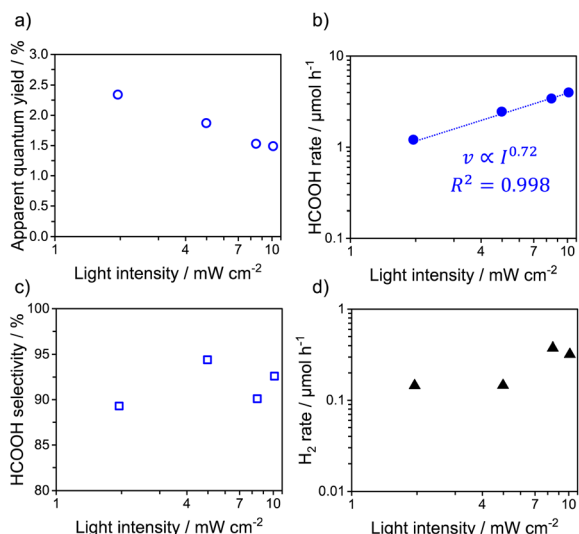 a)
Apparent quantum yield / %
3.0
2.5
2.0
1.5
1.0
0.5
0.0
1
4
7
10
Light intensity / mW cm⁻²
b)
HCOOH rate / µmol h⁻¹
10
1
0.1
v ∝ I^0.72
R² = 0.998
1
4
7
10
Light intensity / mW cm⁻²
c)
HCOOH selectivity / %
100
95
90
85
80
1
4
7
10
Light intensity / mW cm⁻²
d)
H₂ rate / µmol h⁻¹
1
0.1
0.01
1
4
7
10
Light intensity / mW cm⁻²